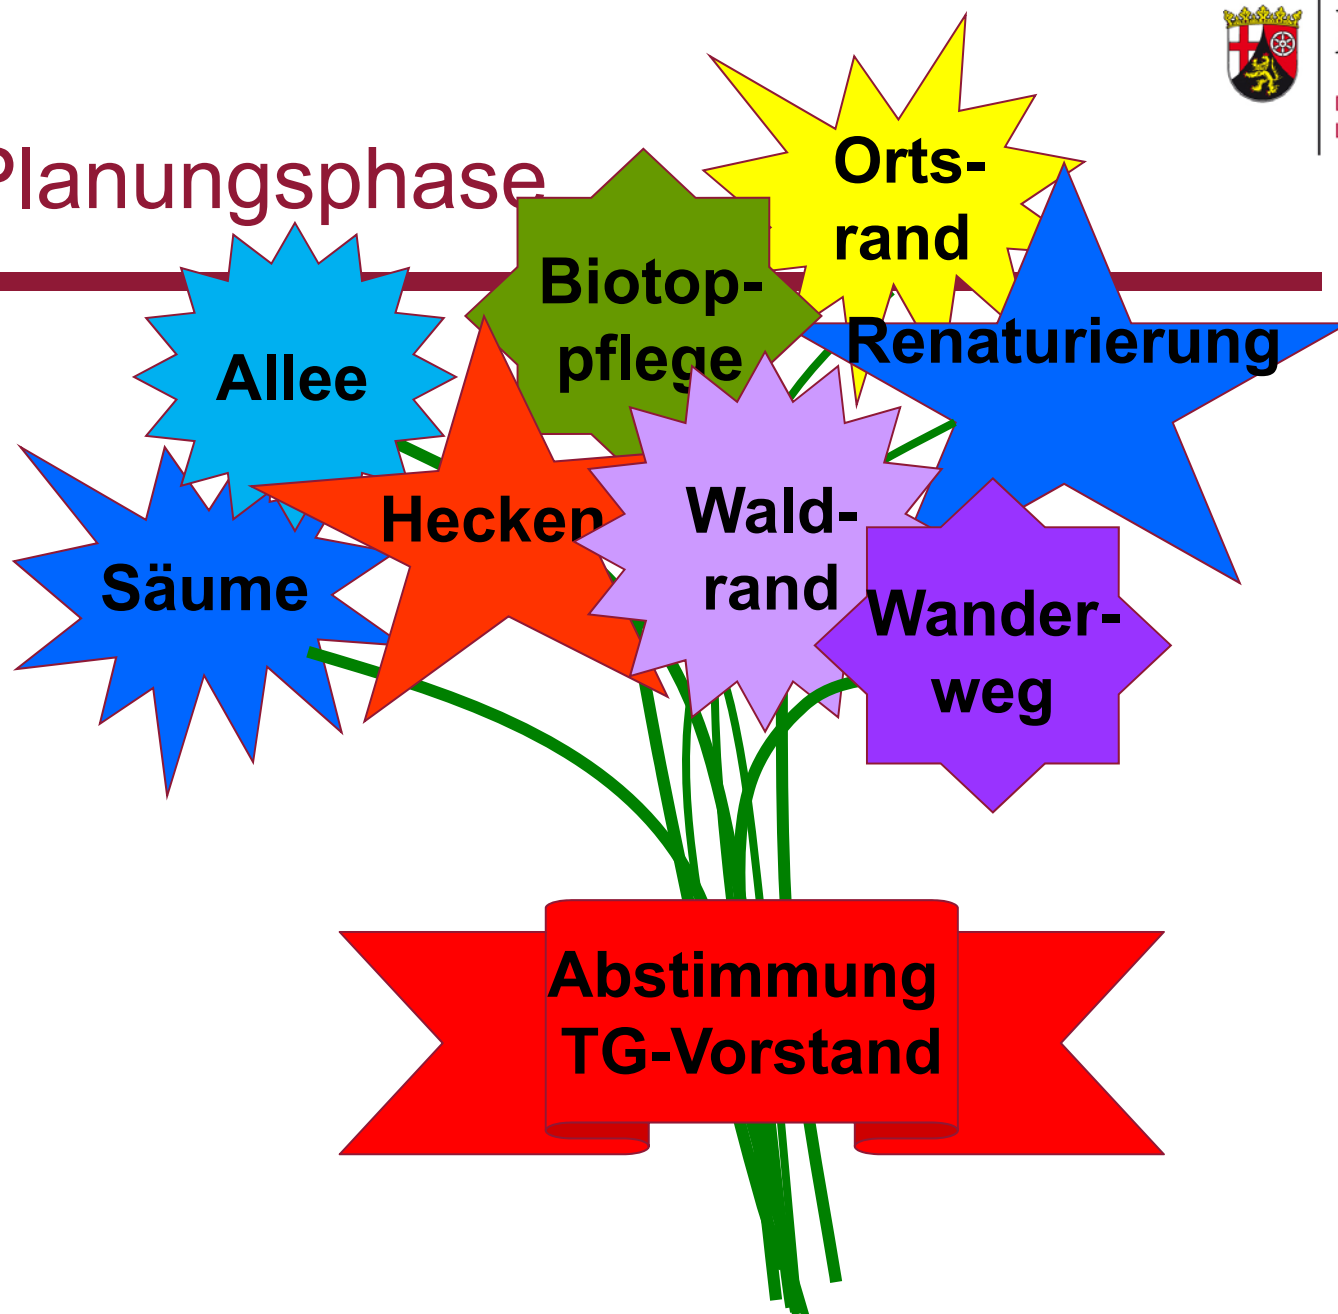 Planungsphase
Orts-
rand
Biotop-
pflege
Renaturierung
Allee
Hecken
Wald-
rand
Säume
Wander-
weg
Abstimmung
TG-Vorstand